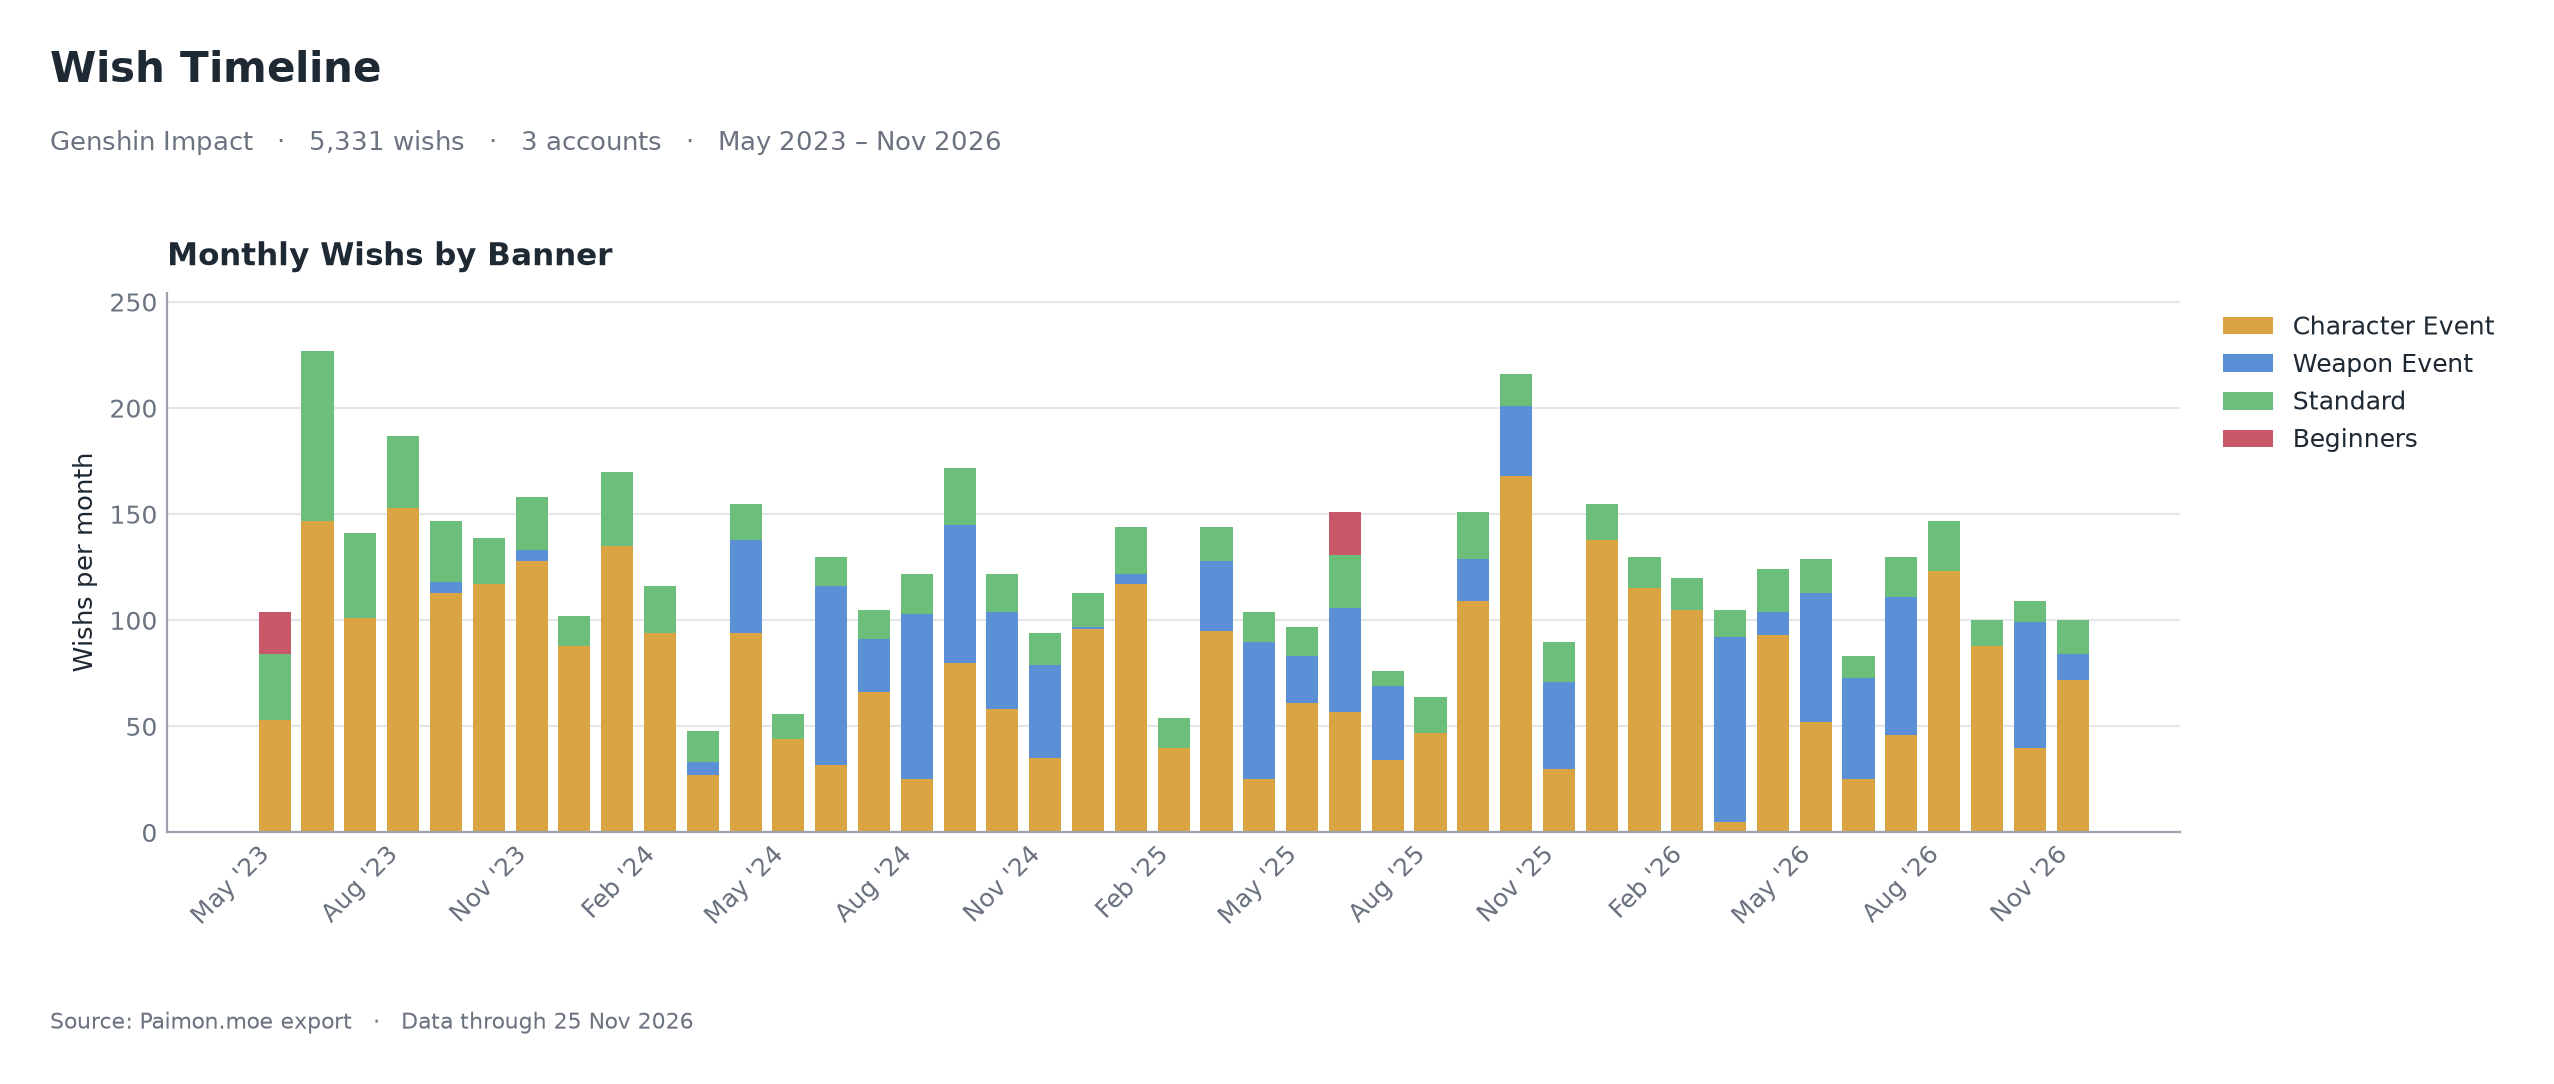 Wish Timeline
Genshin Impact · 5,331 wishs · 3 accounts · May 2023 – Nov 2026
Monthly Wishs by Banner
Wishs per month
250
200
150
100
50
0
May '23
Aug '23
Nov '23
Feb '24
May '24
Aug '24
Nov '24
Feb '25
May '25
Aug '25
Nov '25
Feb '26
May '26
Aug '26
Nov '26
Character Event
Weapon Event
Standard
Beginners
Source: Paimon.moe export · Data through 25 Nov 2026